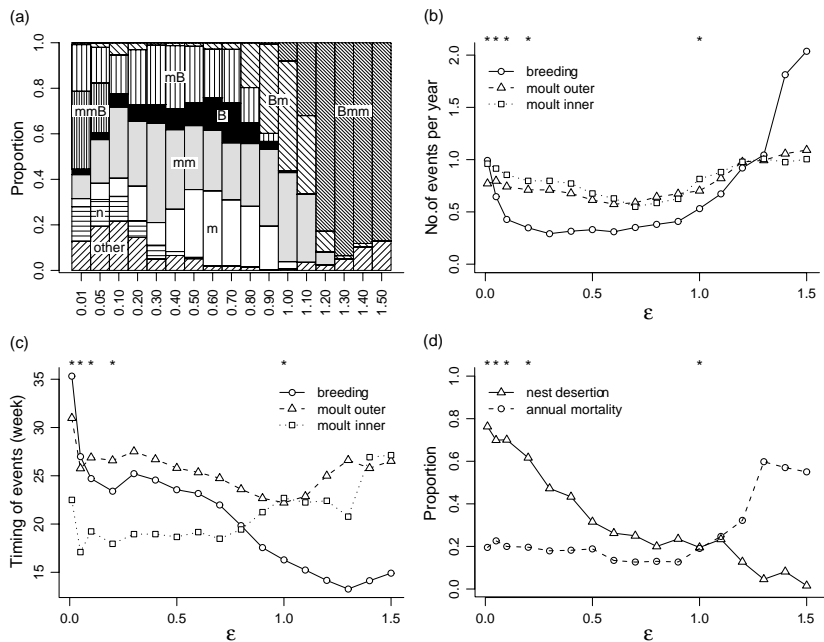 (a)
Proportion
1.0
0.8
0.6
0.4
0.2
0.0
mB
mmB
B
Bm
Bmm
mm
n
m
other
0.01 0.05 0.10 0.20 0.30 0.40 0.50 0.60 0.70 0.80 0.90 1.00 1.10 1.20 1.30 1.40 1.50
(b)
No.of events per year
2.0
1.5
1.0
0.5
0.0
* * * * *
breeding
moult outer
moult inner
0.0 0.5 1.0 1.5
ε
(c)
Timing of events (week)
35
30
25
20
15
* * * * *
breeding
moult outer
moult inner
0.0 0.5 1.0 1.5
ε
(d)
Proportion
1.0
0.8
0.6
0.4
0.2
0.0
* * * * *
nest desertion
annual mortality
0.0 0.5 1.0 1.5
ε